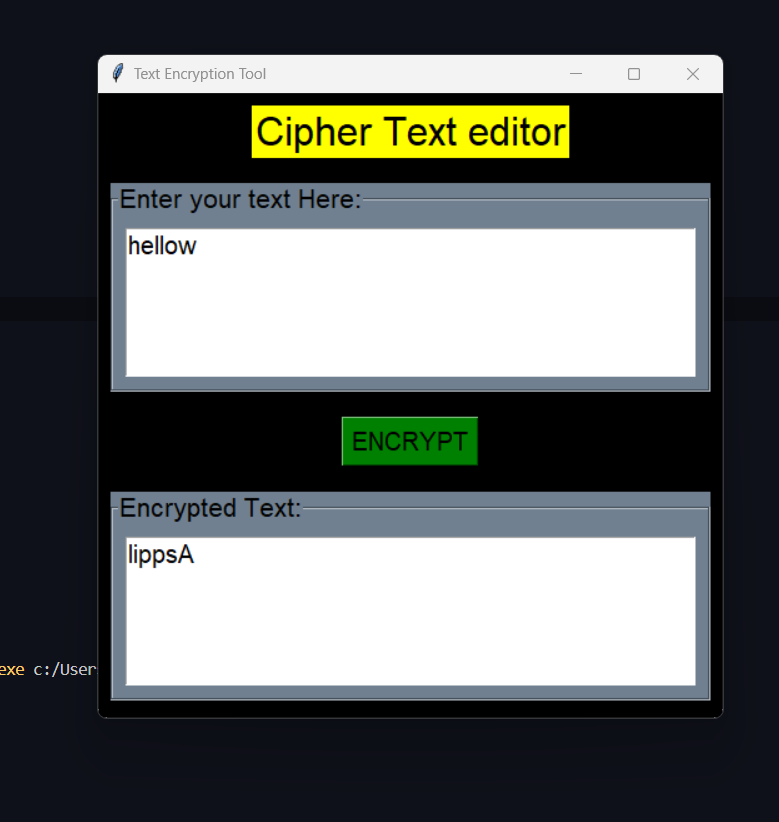 Text Encryption Tool
Cipher Text editor
Enter your text Here:
hellow
ENCRYPT
Encrypted Text:
lippsA
exe c:/User